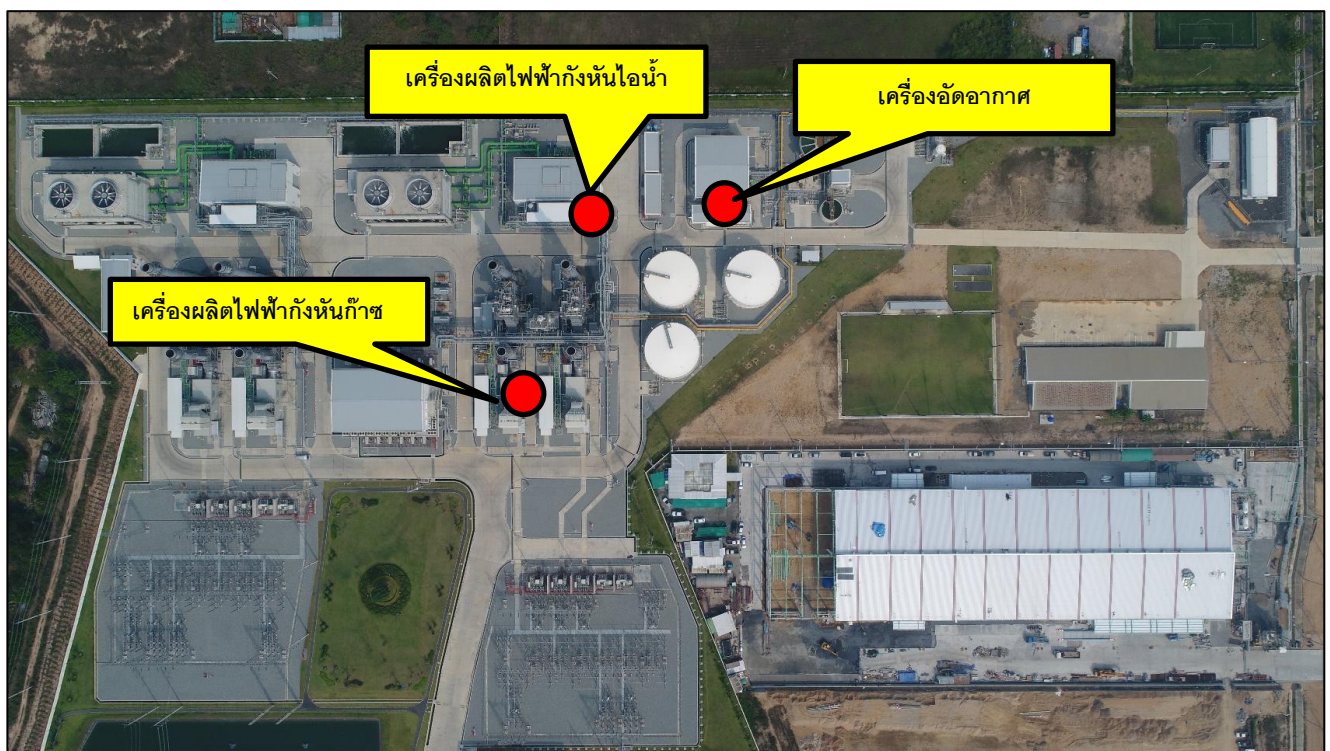 เครื่องผลิตไฟฟ้ากังหันไอน้ำ
เครื่องอัดอากาศ
เครื่องผลิตไฟฟ้ากังหันก๊าซ